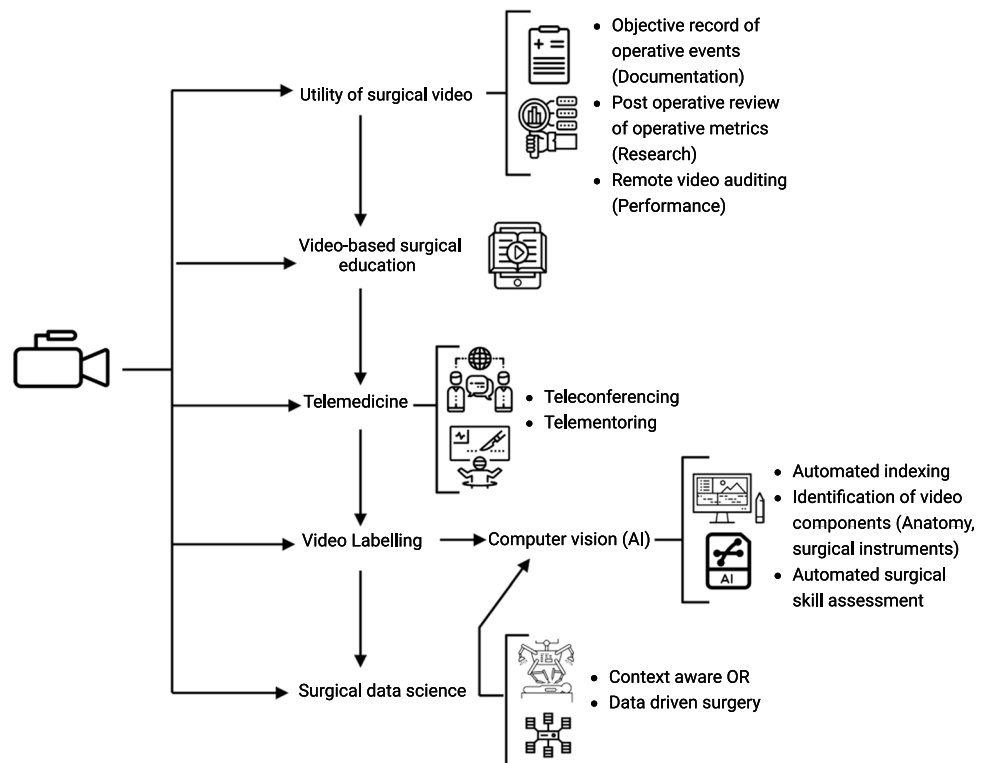 Utility of surgical video
• Objective record of
operative events
(Documentation)
• Post operative review
of operative metrics
(Research)
• Remote video auditing
(Performance)
Video-based surgical
education
Telemedicine
• Teleconferencing
• Telementoring
Video Labelling
Computer vision (AI)
• Automated indexing
• Identification of video
components (Anatomy,
surgical instruments)
• Automated surgical
skill assessment
AI
Surgical data science
• Context aware OR
• Data driven surgery